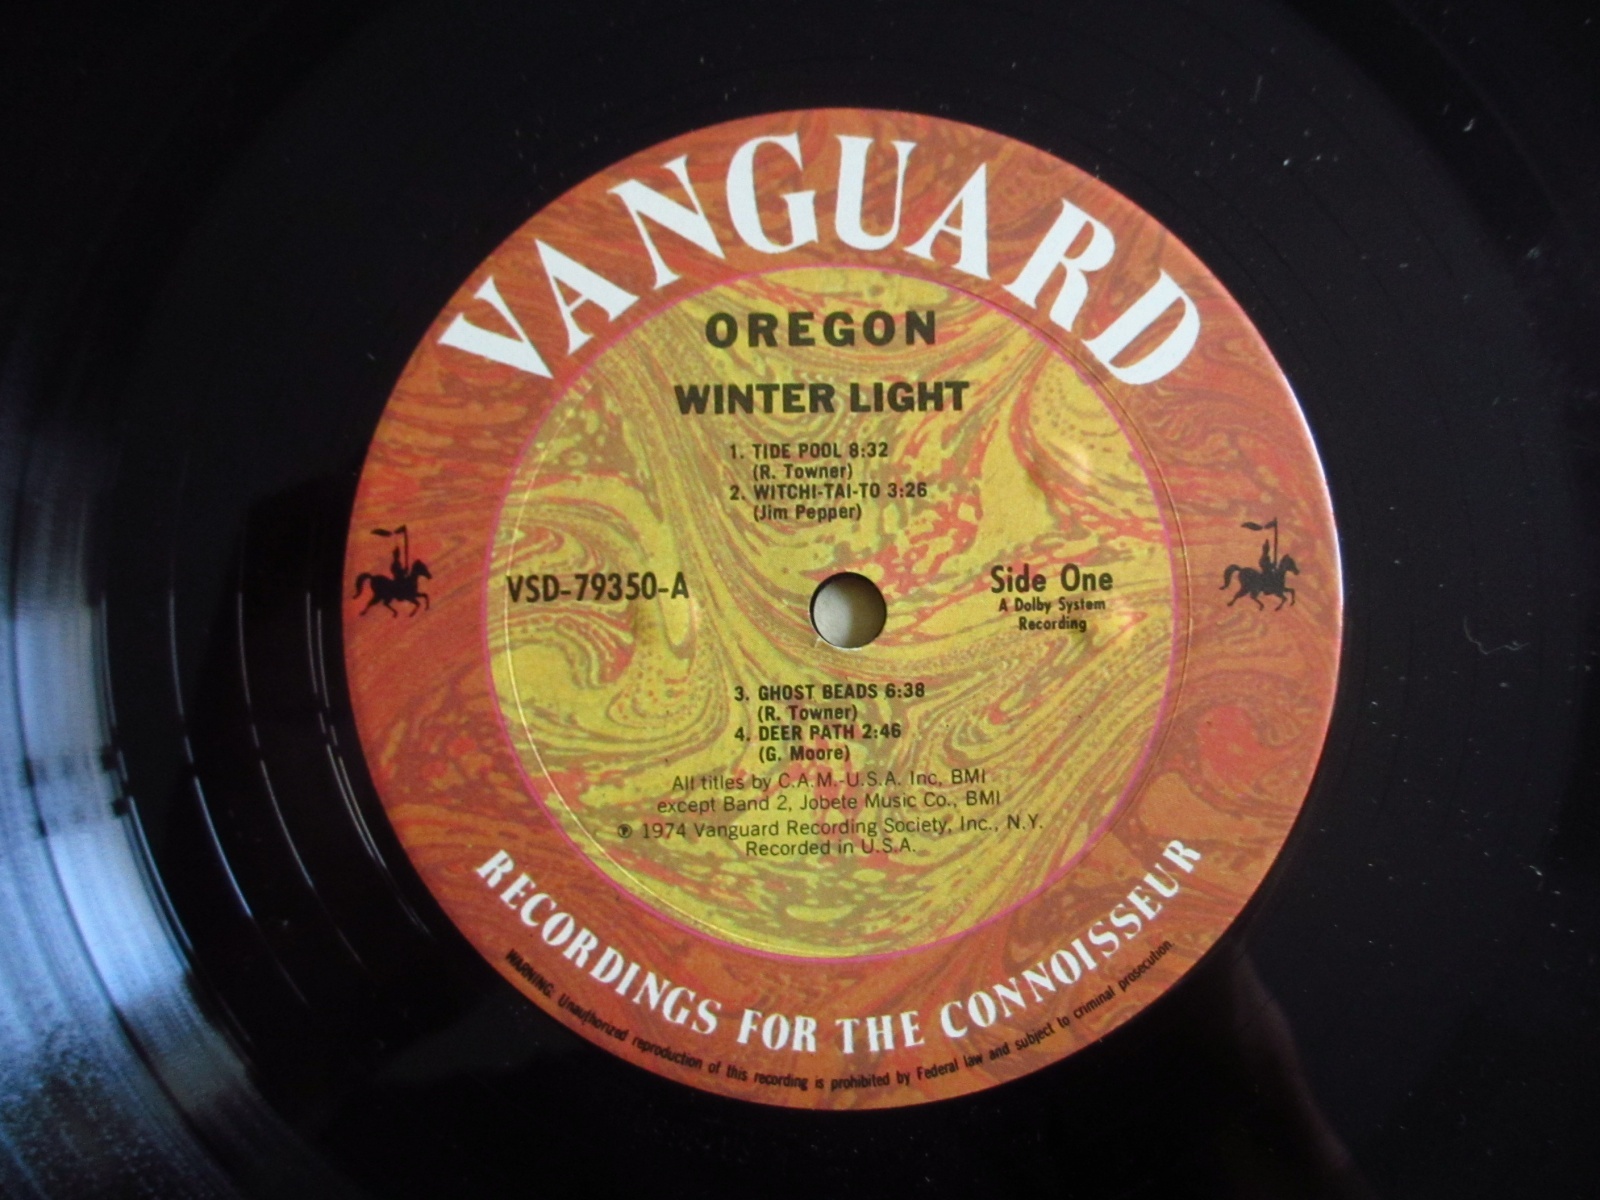 VANGUARD
OREGON
WINTER LIGHT
1. TIDE POOL 8:32
(R. Towner)
2. WITCHI-TAI-TO 3:26
(Jim Pepper)
VSD-79350-A
Side One
A Dolby System
Recording
3. GHOST BEADS 6:38
(R. Towner)
4. DEER PATH 2:46
(G. Moore)
All titles by C.A.M.-U.S.A. Inc, BMI
except Band 2, Jobete Music Co., BMI
℗ 1974 Vanguard Recording Society, Inc., N.Y.
Recorded in U.S.A.
RECORDINGS FOR THE CONNOISSEUR
WARNING: Unauthorized reproduction of this recording is prohibited by Federal law and subject to criminal prosecution.